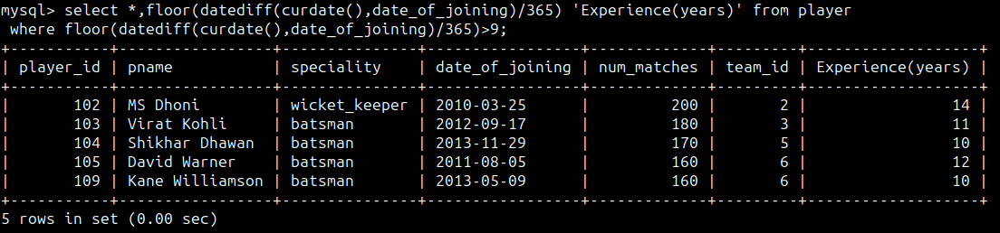 mysql> select *,floor(datediff(curdate(),date_of_joining)/365) 'Experience(years)' from player
 where floor(datediff(curdate(),date_of_joining)/365)>9;
+-----------+----------------+---------------+-----------------+-------------+---------+-------------------+
| player_id | pname          | speciality    | date_of_joining | num_matches | team_id | Experience(years) |
+-----------+----------------+---------------+-----------------+-------------+---------+-------------------+
|       102 | MS Dhoni       | wicket_keeper | 2010-03-25      |         200 |       2 |                14 |
|       103 | Virat Kohli    | batsman       | 2012-09-17      |         180 |       3 |                11 |
|       104 | Shikhar Dhawan | batsman       | 2013-11-29      |         170 |       5 |                10 |
|       105 | David Warner   | batsman       | 2011-08-05      |         160 |       6 |                12 |
|       109 | Kane Williamson | batsman       | 2013-05-09      |         160 |       6 |                10 |
+-----------+----------------+---------------+-----------------+-------------+---------+-------------------+
5 rows in set (0.00 sec)